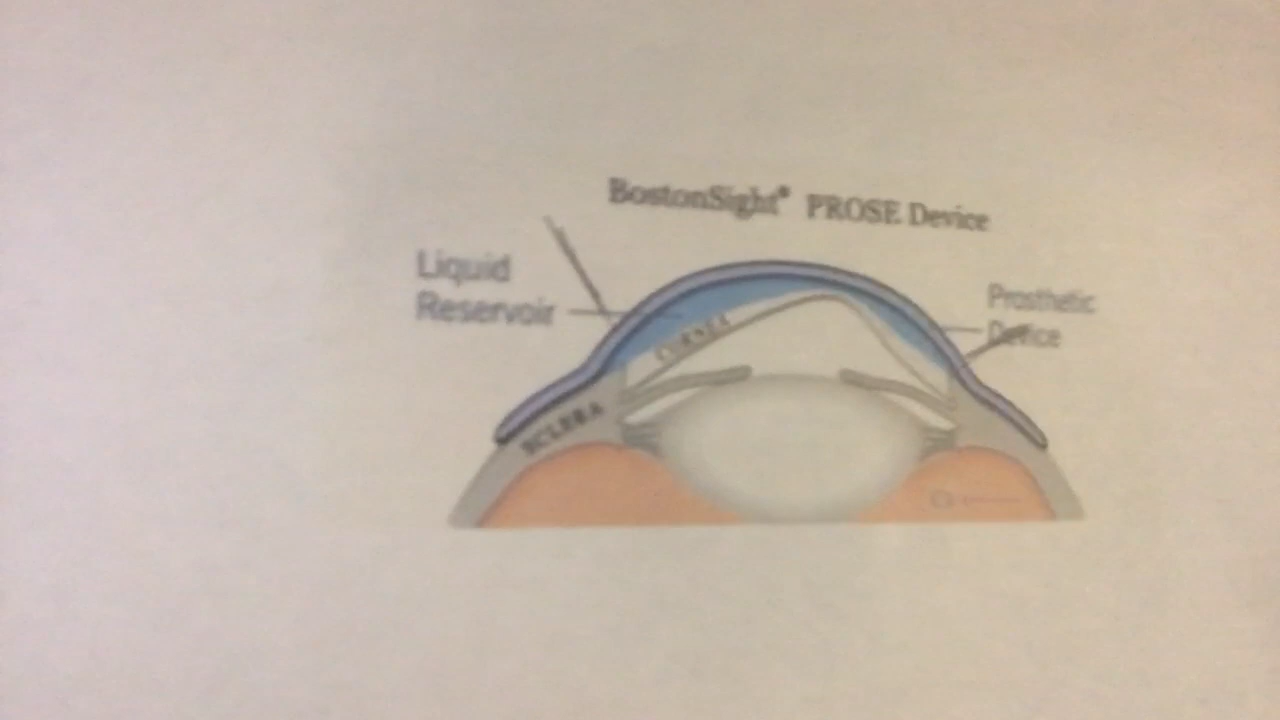 BostonSight® PROSE Device
Liquid
Reservoir
Prosthetic
Device
CORNEA
SCLERA